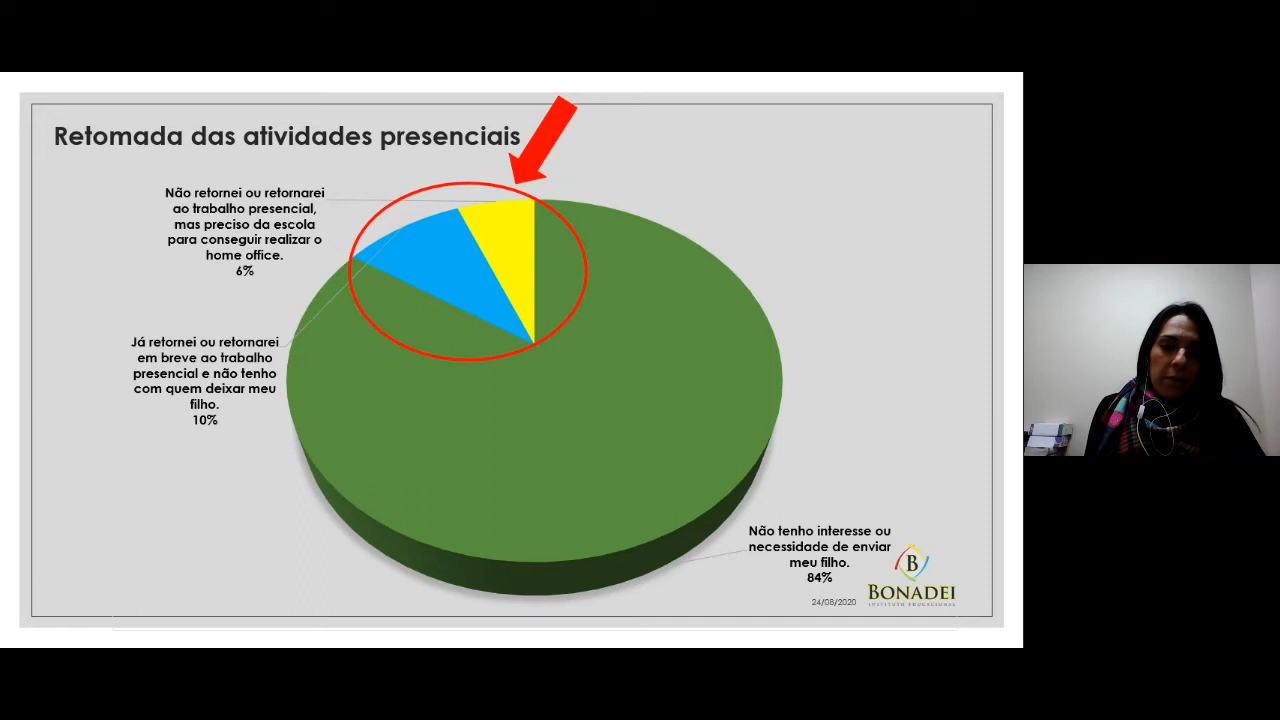 Retomada das atividades presenciais
Não retornei ou retornarei
ao trabalho presencial,
mas preciso da escola
para conseguir realizar o
home office.
6%
Já retornei ou retornarei
em breve ao trabalho
presencial e não tenho
com quem deixar meu
filho.
10%
Não tenho interesse ou
necessidade de enviar
meu filho.
84%
24/08/2020
B
BONADEI
INSTITUTO EDUCACIONAL